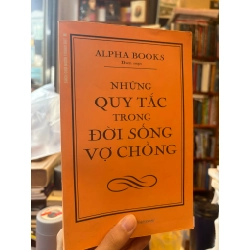 ALPHA BOOKS
NHỮNG
QUY TẮC
TRONG
ĐỜI SỐNG
VỢ CHỒNG